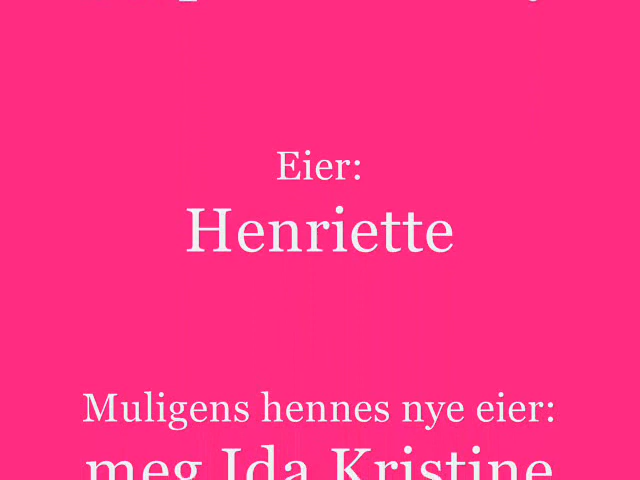 Eier:
Henriette
Muligens hennes nye eier:
meg Ida Kristine